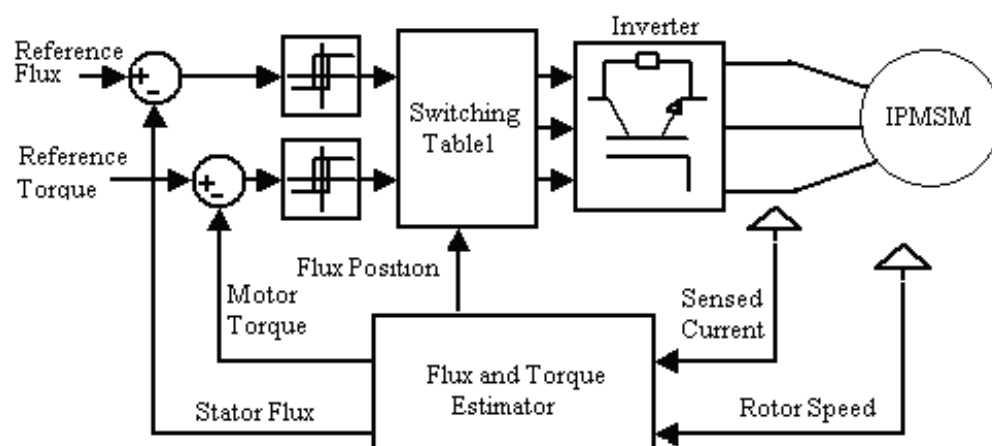 Inverter
Reference
Flux
+
-
Switching
Table1
IPMSM
Reference
Torque
+
-
Flux Position
Motor
Torque
Sensed
Current
Flux and Torque
Estimator
Stator Flux
Rotor Speed